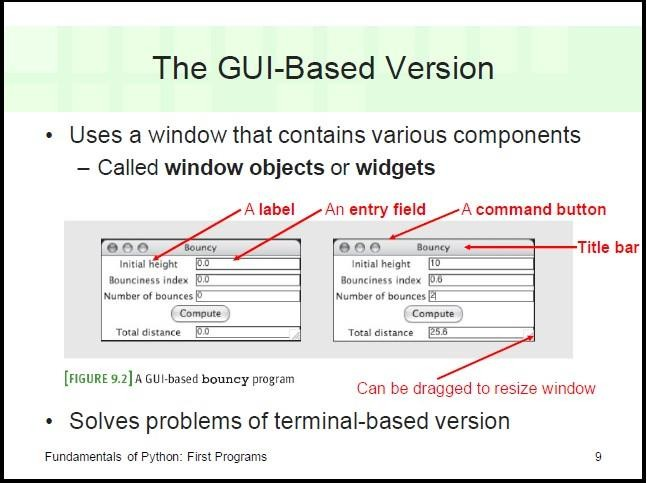 The GUI-Based Version
• Uses a window that contains various components
– Called window objects or widgets
A label An entry field A command button
Title bar
Bouncy
Initial height 0.0
Bounciness index 0.0
Number of bounces 0
Compute
Total distance 0.0
Bouncy
Initial height 10
Bounciness index 0.6
Number of bounces 2
Compute
Total distance 25.6
[FIGURE 9.2] A GUI-based bouncy program
Can be dragged to resize window
• Solves problems of terminal-based version
Fundamentals of Python: First Programs 9